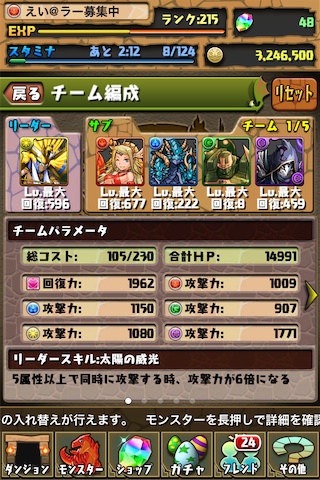 えい@ラー募集中
ランク:215
48
EXP
スタミナ あと 2:12 8/124
3,246,500
戻る チーム編成 リセット
リーダー サブ チーム 1/5
Lv.最大 Lv.最大 Lv.最大 Lv.最大 Lv.最大
回復:596 回復:677 回復:222 回復:8 回復:459
チームパラメータ
総コスト: 105/230 合計HP: 14991
回復力: 1962 攻撃力: 1009
攻撃力: 1150 攻撃力: 907
攻撃力: 1080 攻撃力: 1771
リーダースキル:太陽の威光
5属性以上で同時に攻撃する時、攻撃力が6倍になる
の入れ替えが行えます。 モンスターを長押しで詳細を確認
24
ダンジョン モンスター ショップ ガチャ フレンド その他